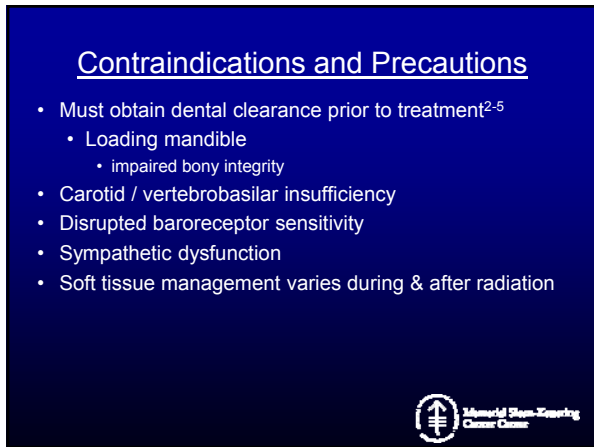 Contraindications and Precautions
• Must obtain dental clearance prior to treatment2-5
• Loading mandible
• impaired bony integrity
• Carotid / vertebrobasilar insufficiency
• Disrupted baroreceptor sensitivity
• Sympathetic dysfunction
• Soft tissue management varies during & after radiation
Memorial Sloan-Kettering
Cancer Center